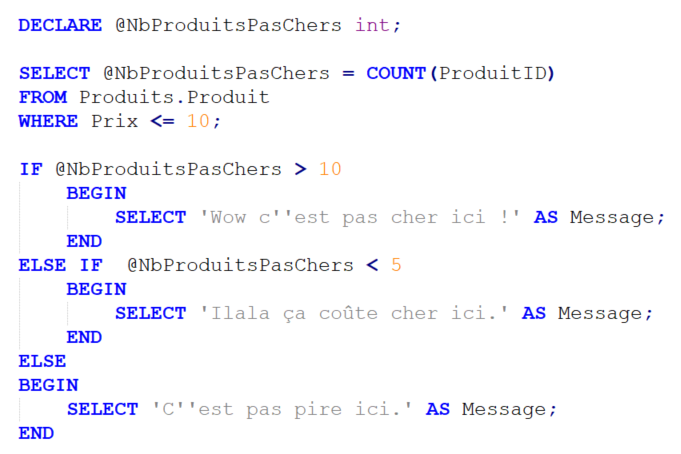 DECLARE @NbProduitsPasChers int;
SELECT @NbProduitsPasChers = COUNT(ProduitID)
FROM Produits.Produit
WHERE Prix <= 10;
IF @NbProduitsPasChers > 10
BEGIN
SELECT 'Wow c''est pas cher ici !' AS Message;
END
ELSE IF  @NbProduitsPasChers < 5
BEGIN
SELECT 'Ilala ça coûte cher ici.' AS Message;
END
ELSE
BEGIN
SELECT 'C''est pas pire ici.' AS Message;
END